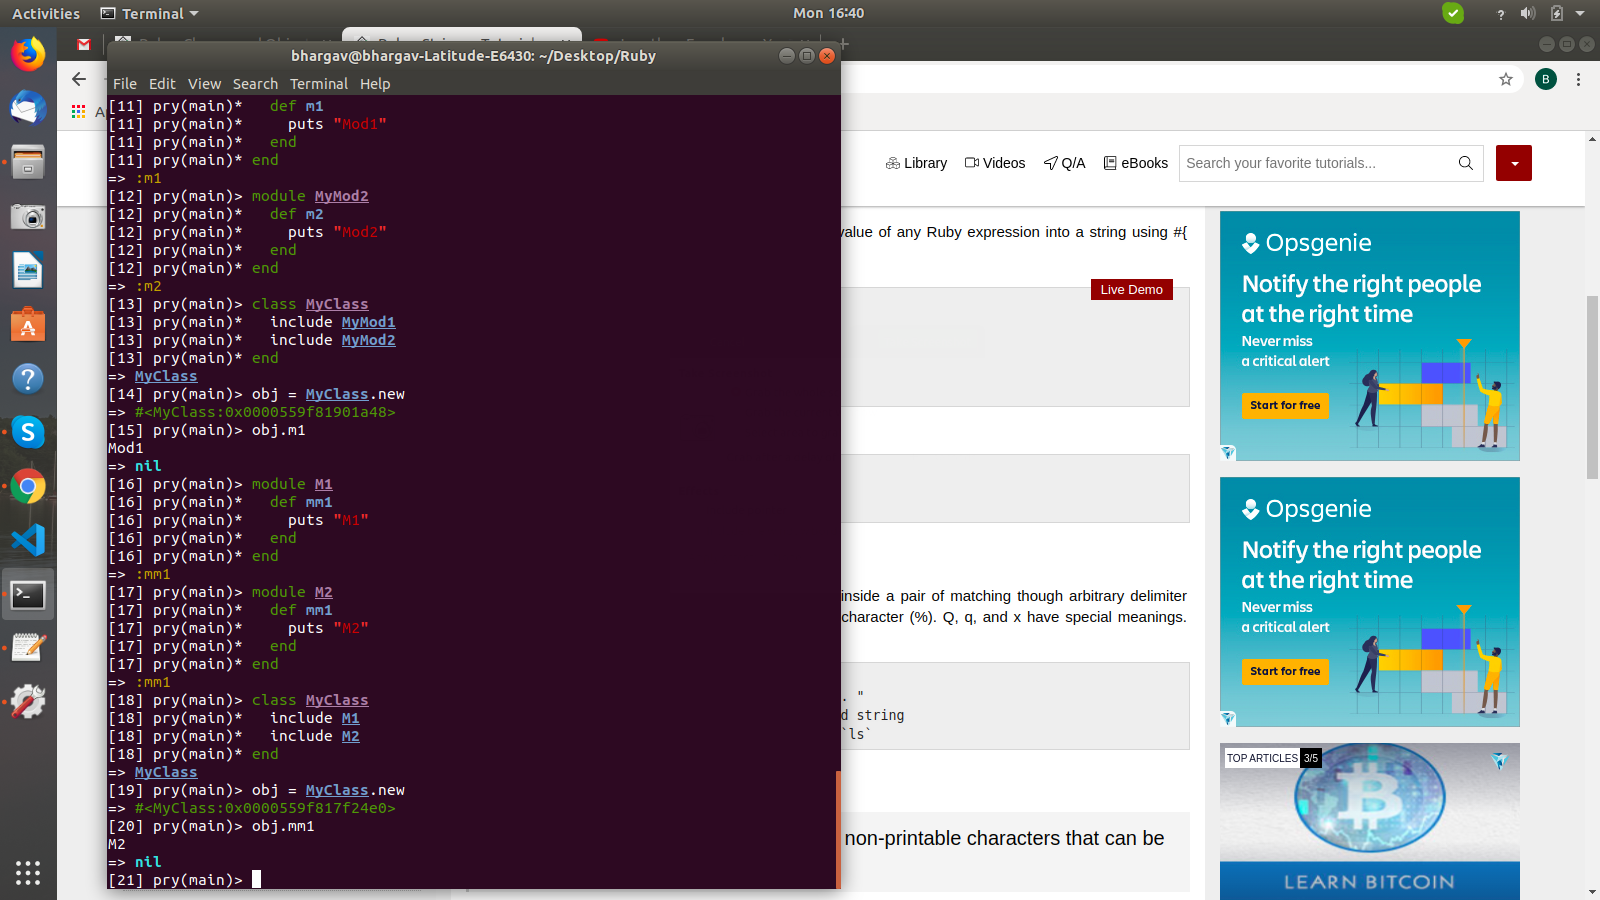 Activities
Terminal
Mon 16:40
bhargav@bhargav-Latitude-E6430: ~/Desktop/Ruby
File Edit View Search Terminal Help
[11] pry(main)*   def m1
[11] pry(main)*     puts "Mod1"
[11] pry(main)*   end
[11] pry(main)* end
=> :m1
[12] pry(main)> module MyMod2
[12] pry(main)*   def m2
[12] pry(main)*     puts "Mod2"
[12] pry(main)*   end
[12] pry(main)* end
=> :m2
[13] pry(main)> class MyClass
[13] pry(main)*   include MyMod1
[13] pry(main)*   include MyMod2
[13] pry(main)* end
=> MyClass
[14] pry(main)> obj = MyClass.new
=> #<MyClass:0x0000559f81901a48>
[15] pry(main)> obj.m1
Mod1
=> nil
[16] pry(main)> module M1
[16] pry(main)*   def mm1
[16] pry(main)*     puts "M1"
[16] pry(main)*   end
[16] pry(main)* end
=> :mm1
[17] pry(main)> module M2
[17] pry(main)*   def mm1
[17] pry(main)*     puts "M2"
[17] pry(main)*   end
[17] pry(main)* end
=> :mm1
[18] pry(main)> class MyClass
[18] pry(main)*   include M1
[18] pry(main)*   include M2
[18] pry(main)* end
=> MyClass
[19] pry(main)> obj = MyClass.new
=> #<MyClass:0x0000559f817f24e0>
[20] pry(main)> obj.mm1
M2
=> nil
[21] pry(main)>
B
Library Videos Q/A eBooks Search your favorite tutorials...
value of any Ruby expression into a string using #{
Live Demo
inside a pair of matching though arbitrary delimiter
character (%). Q, q, and x have special meanings.
. "
d string
`ls`
non-printable characters that can be
Opsgenie
Notify the right people
at the right time
Never miss
a critical alert
Start for free
Opsgenie
Notify the right people
at the right time
Never miss
a critical alert
Start for free
TOP ARTICLES 3/5
LEARN BITCOIN